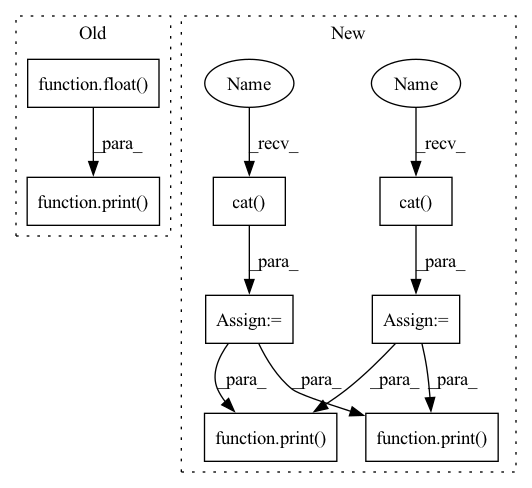 Old
New
function.float()
Name
Name
_para_
_recv_
_recv_
function.print()
cat()
cat()
_para_
_para_
Assign:=
Assign:=
_para_
_para_
_para_
_para_
function.print()
function.print()